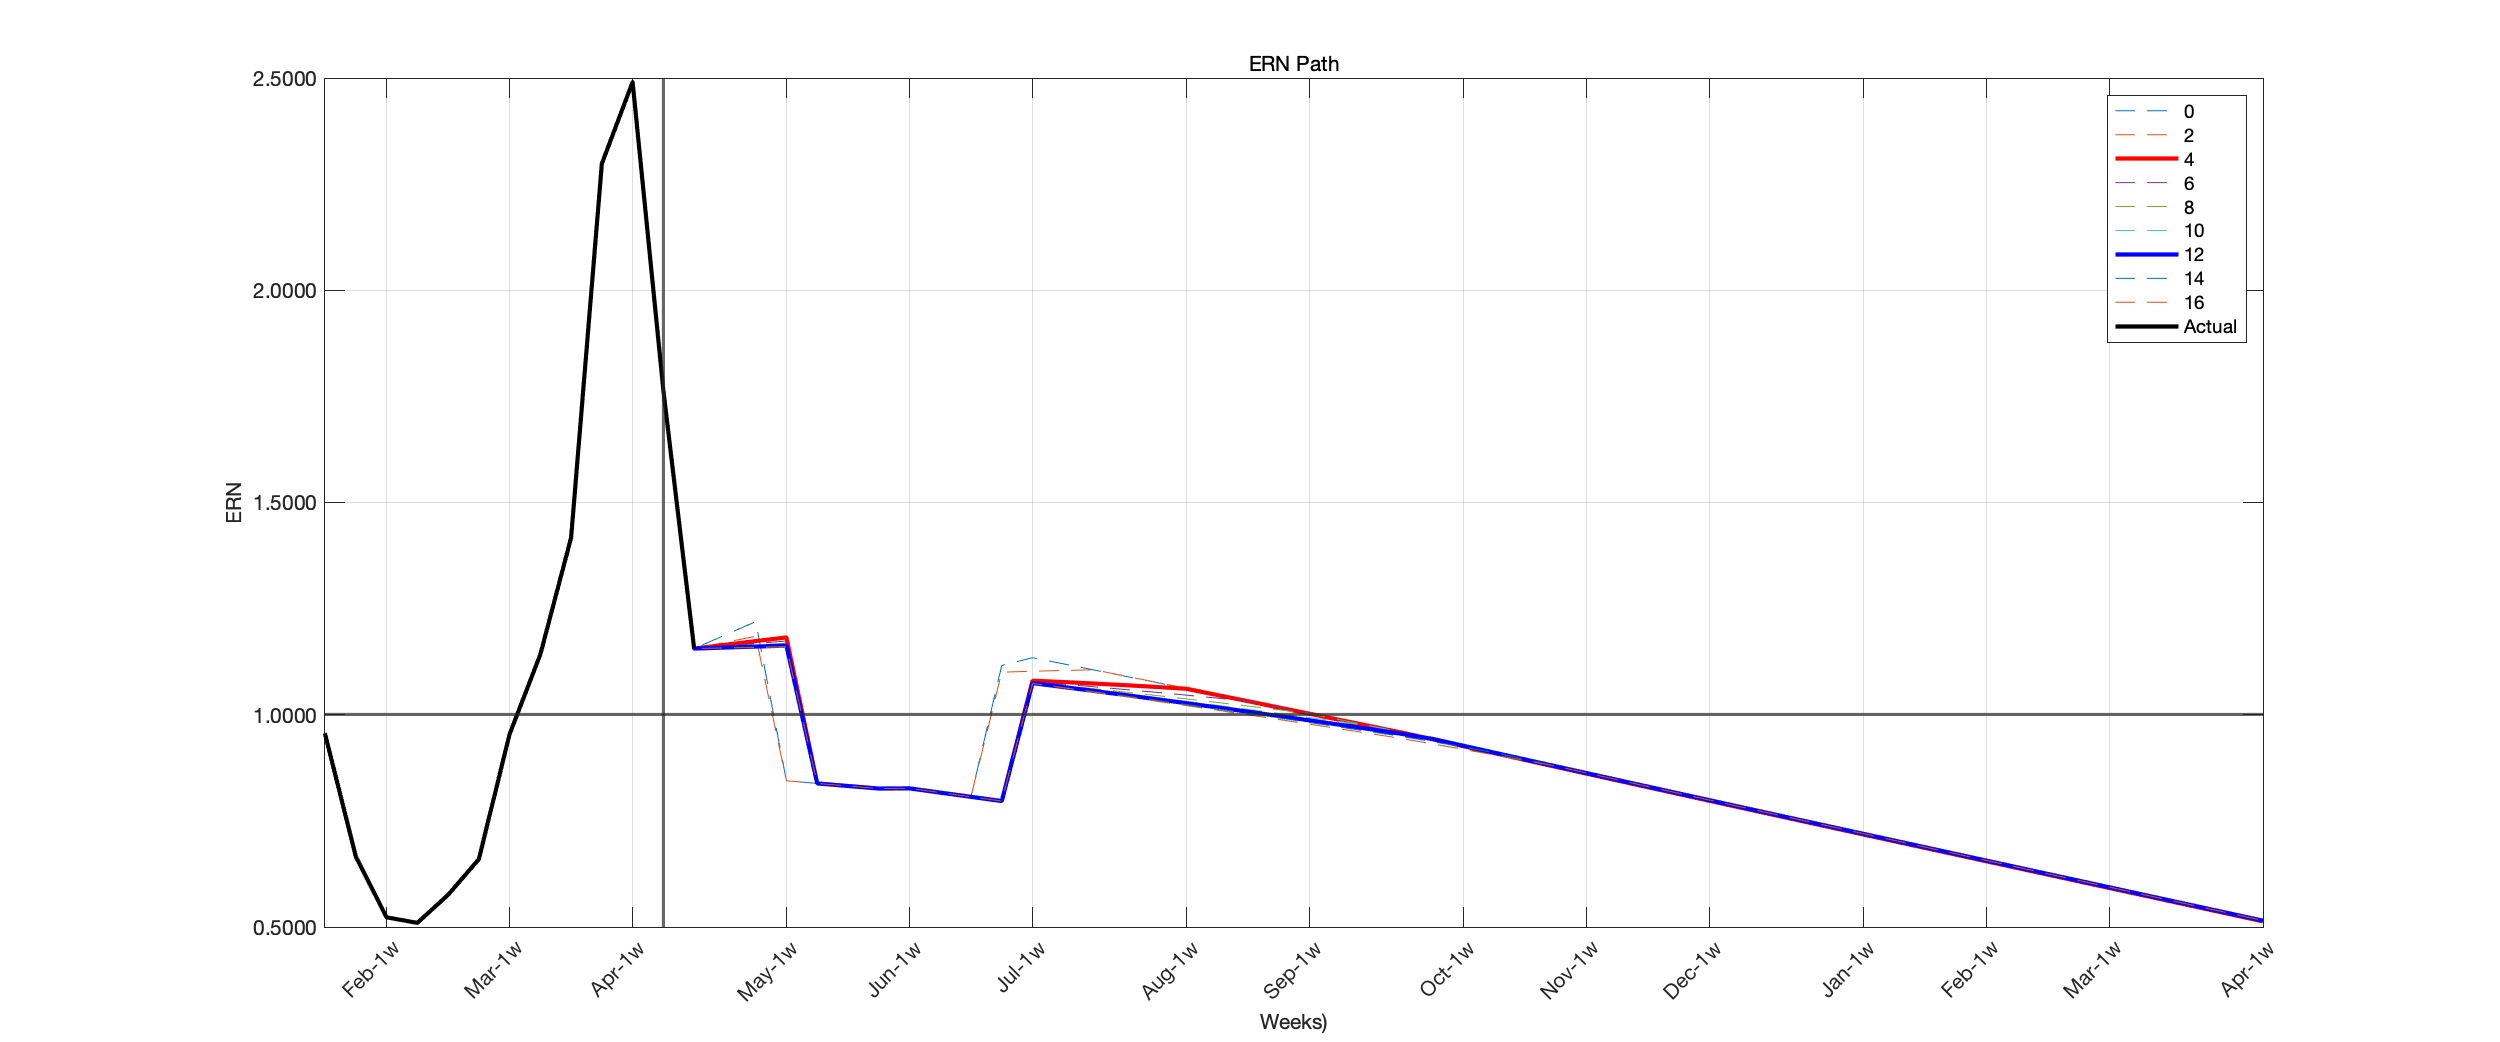 ERN Path
2.5000
2.0000
1.5000
1.0000
0.5000
ERN
0
2
4
6
8
10
12
14
16
Actual
Feb-1w
Mar-1w
Apr-1w
May-1w
Jun-1w
Jul-1w
Aug-1w
Sep-1w
Oct-1w
Nov-1w
Dec-1w
Jan-1w
Feb-1w
Mar-1w
Apr-1w
Weeks)